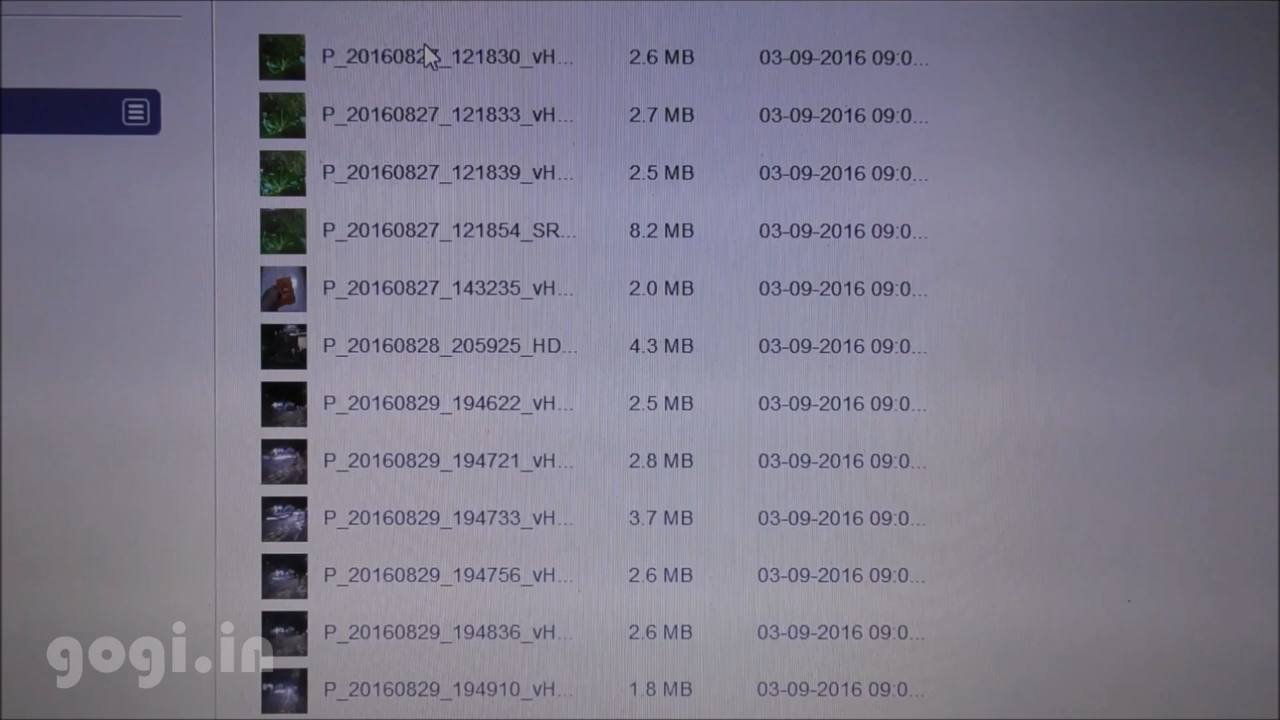 P_20160827_121830_vH... 2.6 MB 03-09-2016 09:0...
P_20160827_121833_vH... 2.7 MB 03-09-2016 09:0...
P_20160827_121839_vH... 2.5 MB 03-09-2016 09:0...
P_20160827_121854_SR... 8.2 MB 03-09-2016 09:0...
P_20160827_143235_vH... 2.0 MB 03-09-2016 09:0...
P_20160828_205925_HD... 4.3 MB 03-09-2016 09:0...
P_20160829_194622_vH... 2.5 MB 03-09-2016 09:0...
P_20160829_194721_vH... 2.8 MB 03-09-2016 09:0...
P_20160829_194733_vH... 3.7 MB 03-09-2016 09:0...
P_20160829_194756_vH... 2.6 MB 03-09-2016 09:0...
P_20160829_194836_vH... 2.6 MB 03-09-2016 09:0...
gogi.in
P_20160829_194910_vH... 1.8 MB 03-09-2016 09:0...